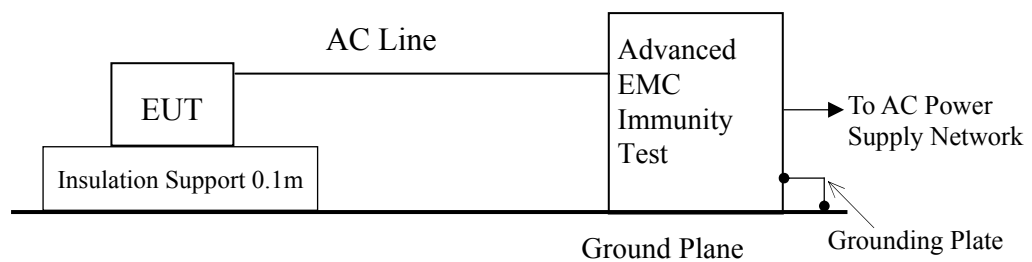 AC Line
EUT
Insulation Support 0.1m
Advanced
EMC
Immunity
Test
To AC Power
Supply Network
Ground Plane
Grounding Plate